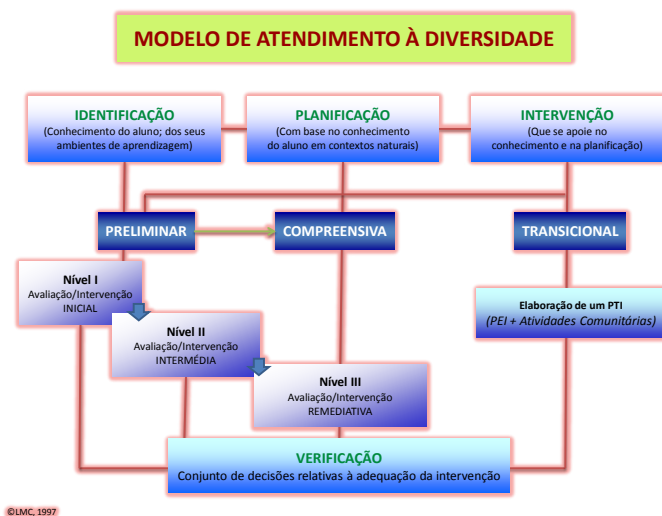 MODELO DE ATENDIMENTO À DIVERSIDADE
IDENTIFICAÇÃO
(Conhecimento do aluno; dos seus
ambientes de aprendizagem)
PLANIFICAÇÃO
(Com base no conhecimento
do aluno em contextos naturais)
INTERVENÇÃO
(Que se apoie no
conhecimento e na planificação)
PRELIMINAR
COMPREENSIVA
TRANSICIONAL
Nível I
Avaliação/Intervenção
INICIAL
Nível II
Avaliação/Intervenção
INTERMÉDIA
Nível III
Avaliação/Intervenção
REMEDIATIVA
Elaboração de um PTI
(PEI + Atividades Comunitárias)
VERIFICAÇÃO
Conjunto de decisões relativas à adequação da intervenção
©LMC, 1997